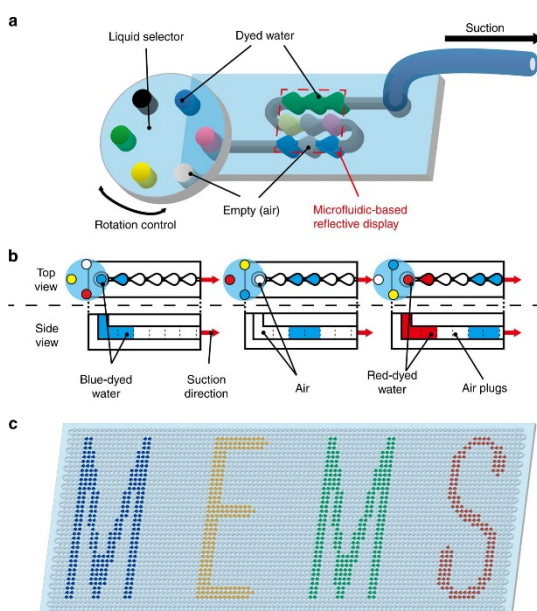 a
Suction
Liquid selector
Dyed water
Rotation control
Empty (air)
Microfluidic-based
reflective display
b
Top
view
Side
view
Blue-dyed
water
Suction
direction
Air
Red-dyed
water
Air plugs
c
MEMS